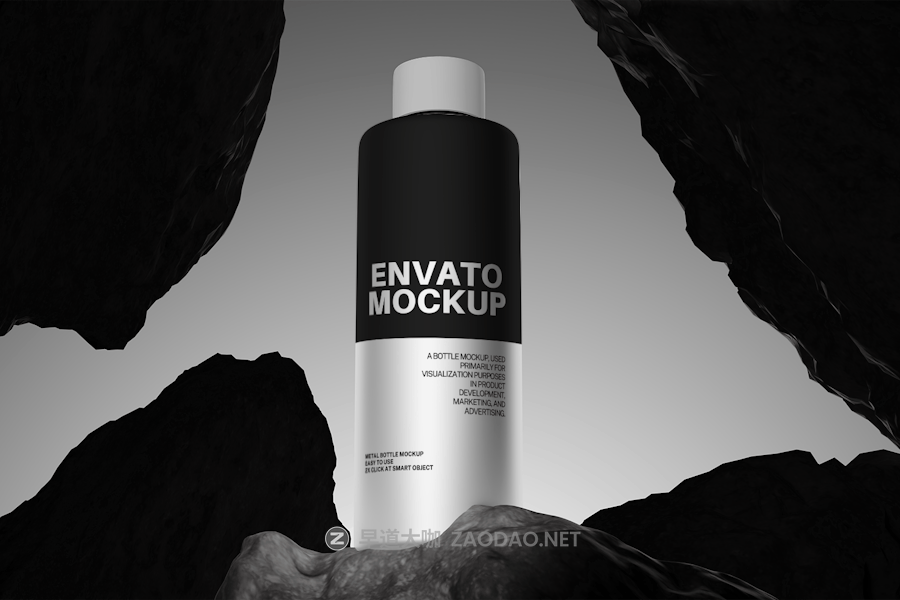 ENVATO
MOCKUP
A BOTTLE MOCKUP, USED
PRIMARILY FOR
VISUALIZATION PURPOSES
IN PRODUCT
DEVELOPMENT,
MARKETING, AND
ADVERTISING.
METAL BOTTLE MOCKUP
EASY TO USE
2X CLICK AT SMART OBJECT
Z 早道大咖 ZAODAO.NET